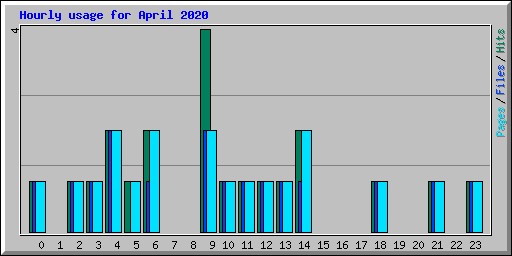 Hourly usage for April 2020
4
Pages/Files/Hits
0 1 2 3 4 5 6 7 8 9 10 11 12 13 14 15 16 17 18 19 20 21 22 23